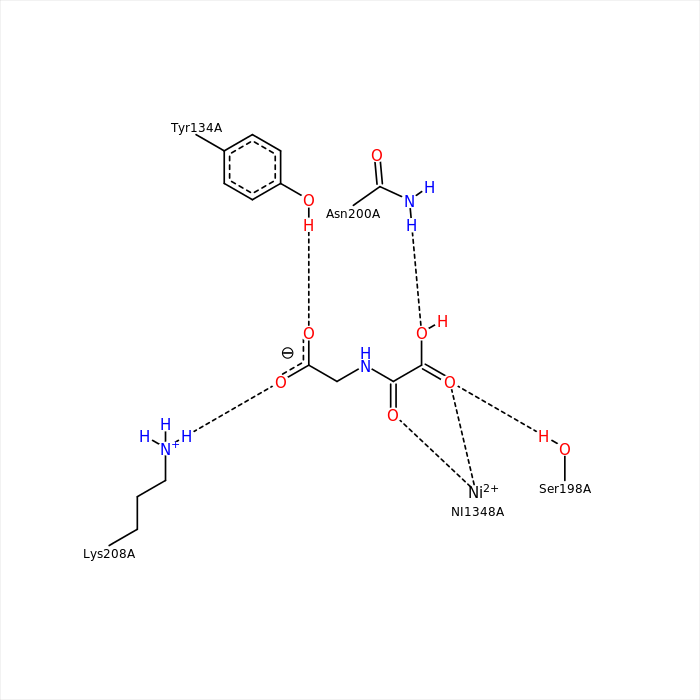 Tyr134A
O
O
H
N
H
Asn200A
H
H
O
O
H
⊖
H
N
O
O
O
H
H
H
H
N+
O
Ni2+
Ser198A
NI1348A
Lys208A